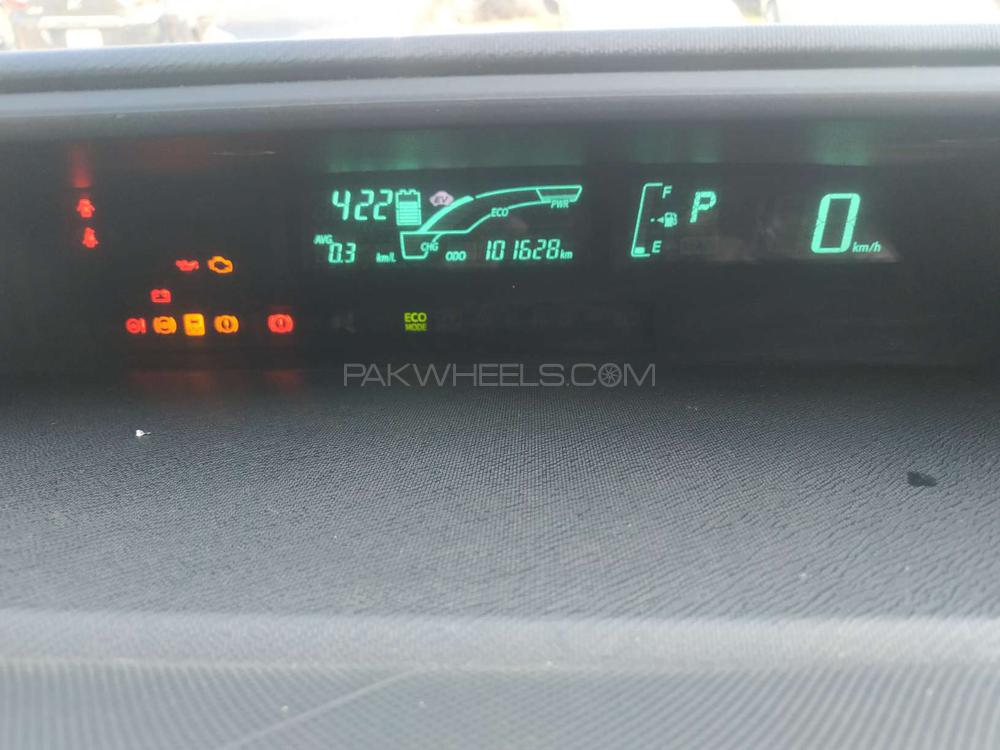 422 EV
ECO PWR
AVG 0.3 km/L CHG ODO 101628 km
F
P
E
0 km/h
ECO
MODE
PAKWHEELS.COM